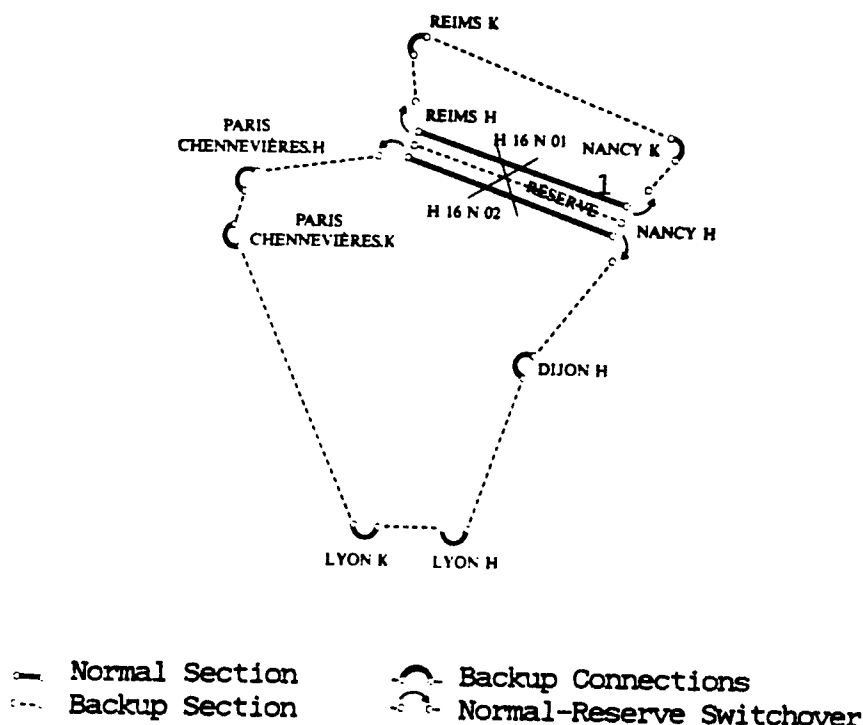 REIMS K
REIMS H
PARIS
CHENNEVIÈRES.H
H 16 N 01
NANCY K
1
RESERVE
H 16 N 02
PARIS
CHENNEVIÈRES.K
NANCY H
DIJON H
LYON K
LYON H
Normal Section
Backup Connections
Backup Section
Normal-Reserve Switchover